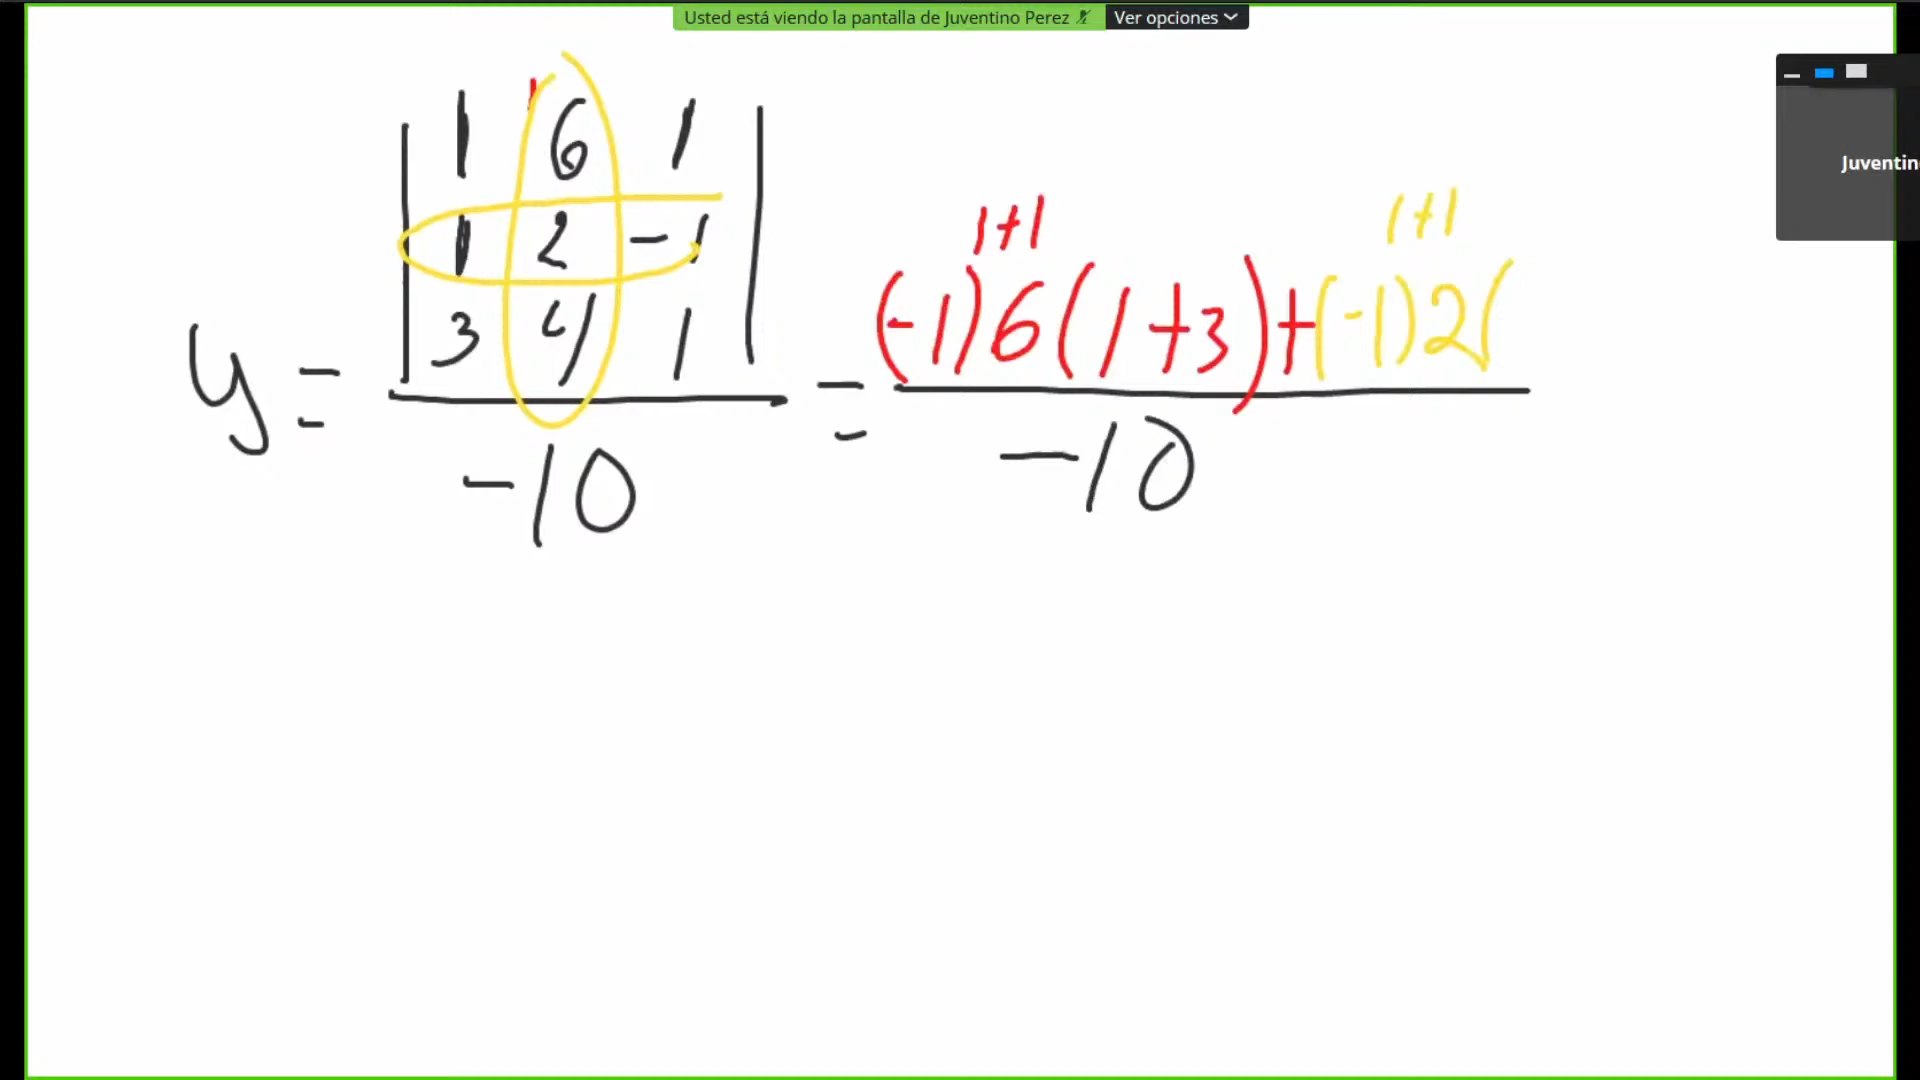 Usted está viendo la pantalla de Juventino Perez Ver opciones
Juventin
1 6 1
1 2 -1
3 4 1
y = = 
1+1 1+1
(-1)6(1+3)+(-1)2(
-10 -10